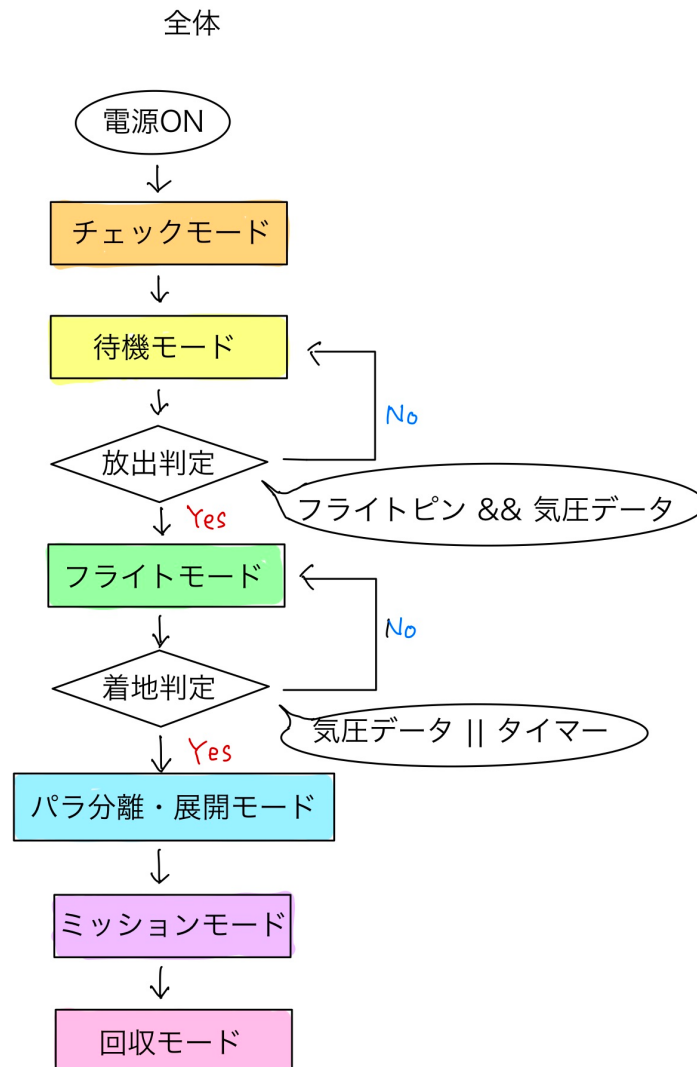 全体
電源ON
チェックモード
待機モード
No
放出判定
フライトピン && 気圧データ
Yes
フライトモード
No
着地判定
気圧データ || タイマー
Yes
パラ分離・展開モード
ミッションモード
回収モード